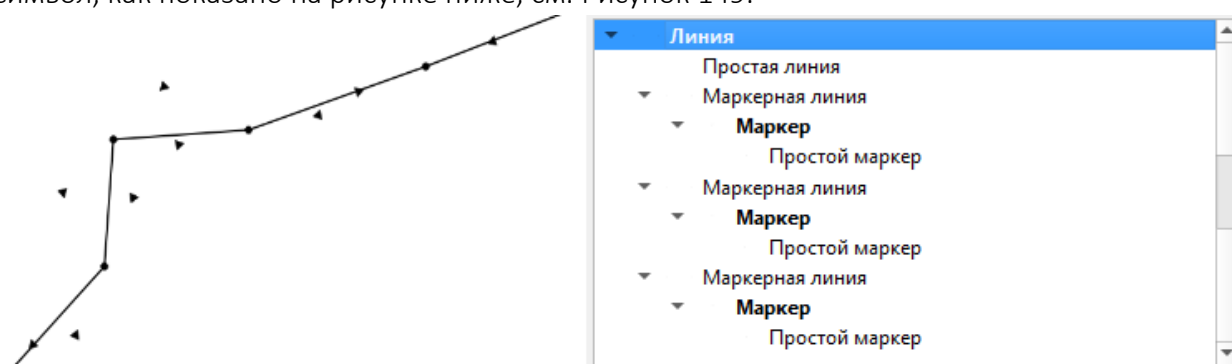 символ, как показано на рисунке ниже, см. Рисунок 145.
Линия
Простая линия
Маркерная линия
Маркер
Простой маркер
Маркерная линия
Маркер
Простой маркер
Маркерная линия
Маркер
Простой маркер